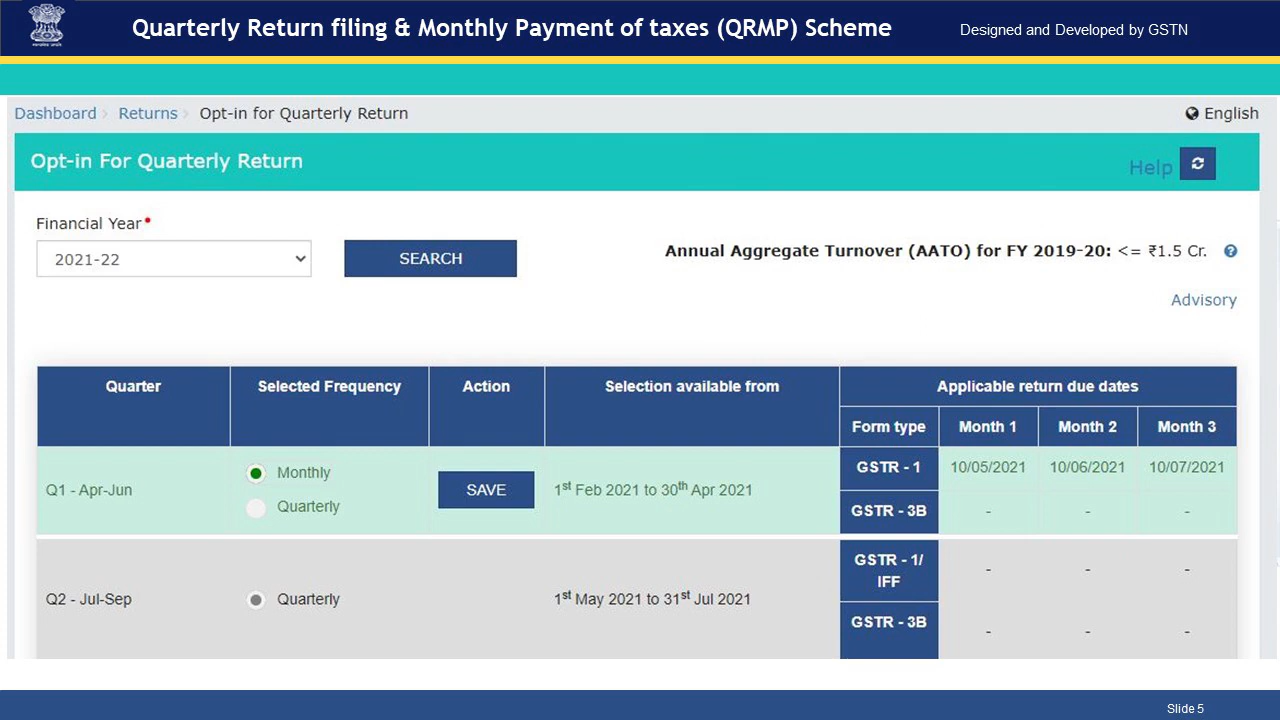 Quarterly Return filing & Monthly Payment of taxes (QRMP) Scheme
Designed and Developed by GSTN
Dashboard > Returns > Opt-in for Quarterly Return
English
Opt-in For Quarterly Return
Help
Financial Year•
2021-22
SEARCH
Annual Aggregate Turnover (AATO) for FY 2019-20: <= ₹1.5 Cr.
Advisory
Quarter
Selected Frequency
Action
Selection available from
Applicable return due dates
Form type
Month 1
Month 2
Month 3
Q1 - Apr-Jun
Monthly
Quarterly
SAVE
1st Feb 2021 to 30th Apr 2021
GSTR - 1
10/05/2021
10/06/2021
10/07/2021
GSTR - 3B
-
-
-
Q2 - Jul-Sep
Quarterly
1st May 2021 to 31st Jul 2021
GSTR - 1/
IFF
-
-
-
GSTR - 3B
-
-
-
Slide 5